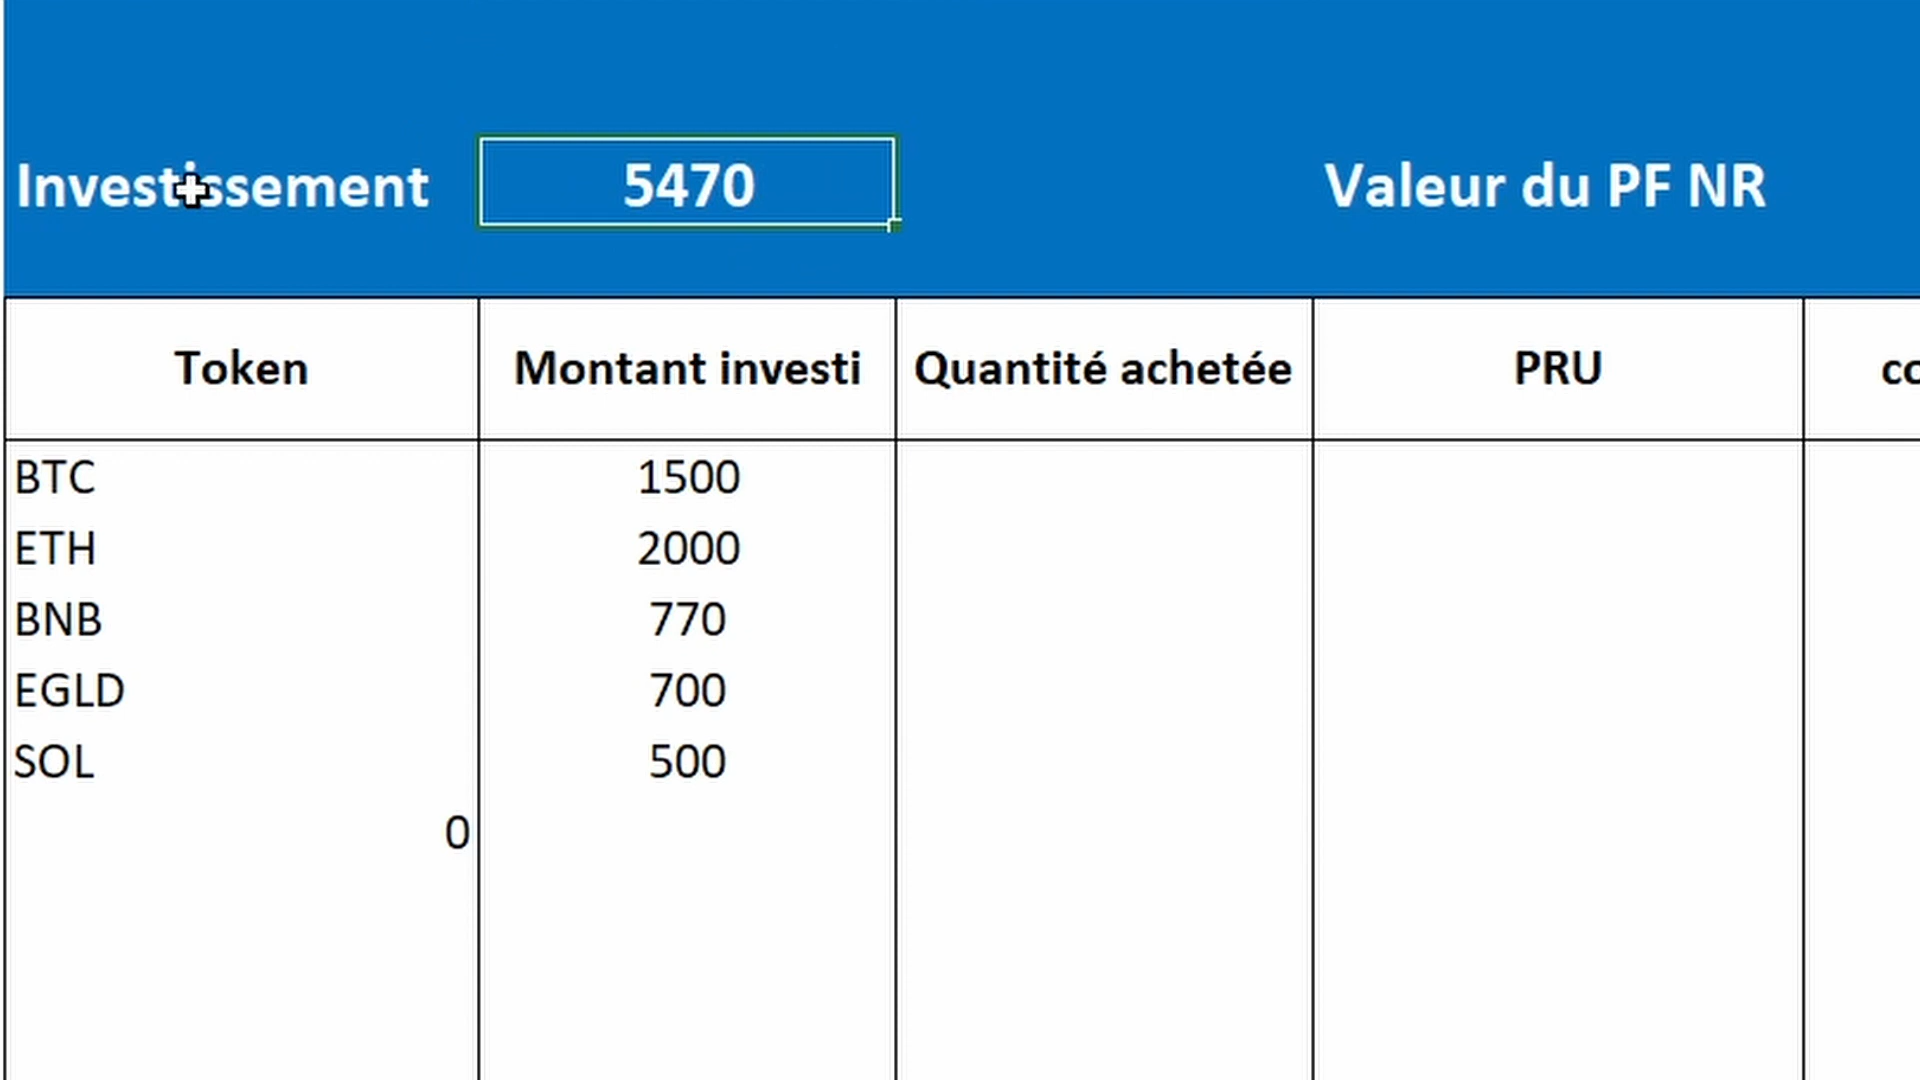 Investissement 5470 Valeur du PF NR
Token Montant investi Quantité achetée PRU
BTC 1500
ETH 2000
BNB 770
EGLD 700
SOL 500
0